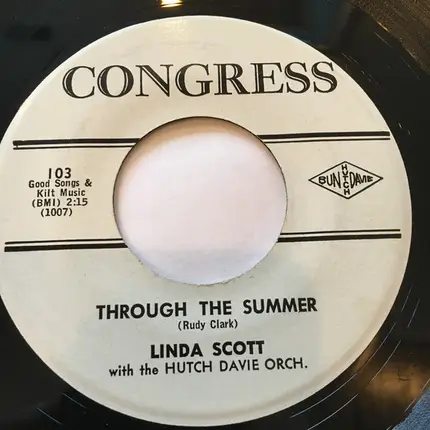 CONGRESS
103
Good Songs &
Kilt Music
(BMI) 2:15
(1007)
HUTCH
BUN DAVIE
THROUGH THE SUMMER
(Rudy Clark)
LINDA SCOTT
with the HUTCH DAVIE ORCH.